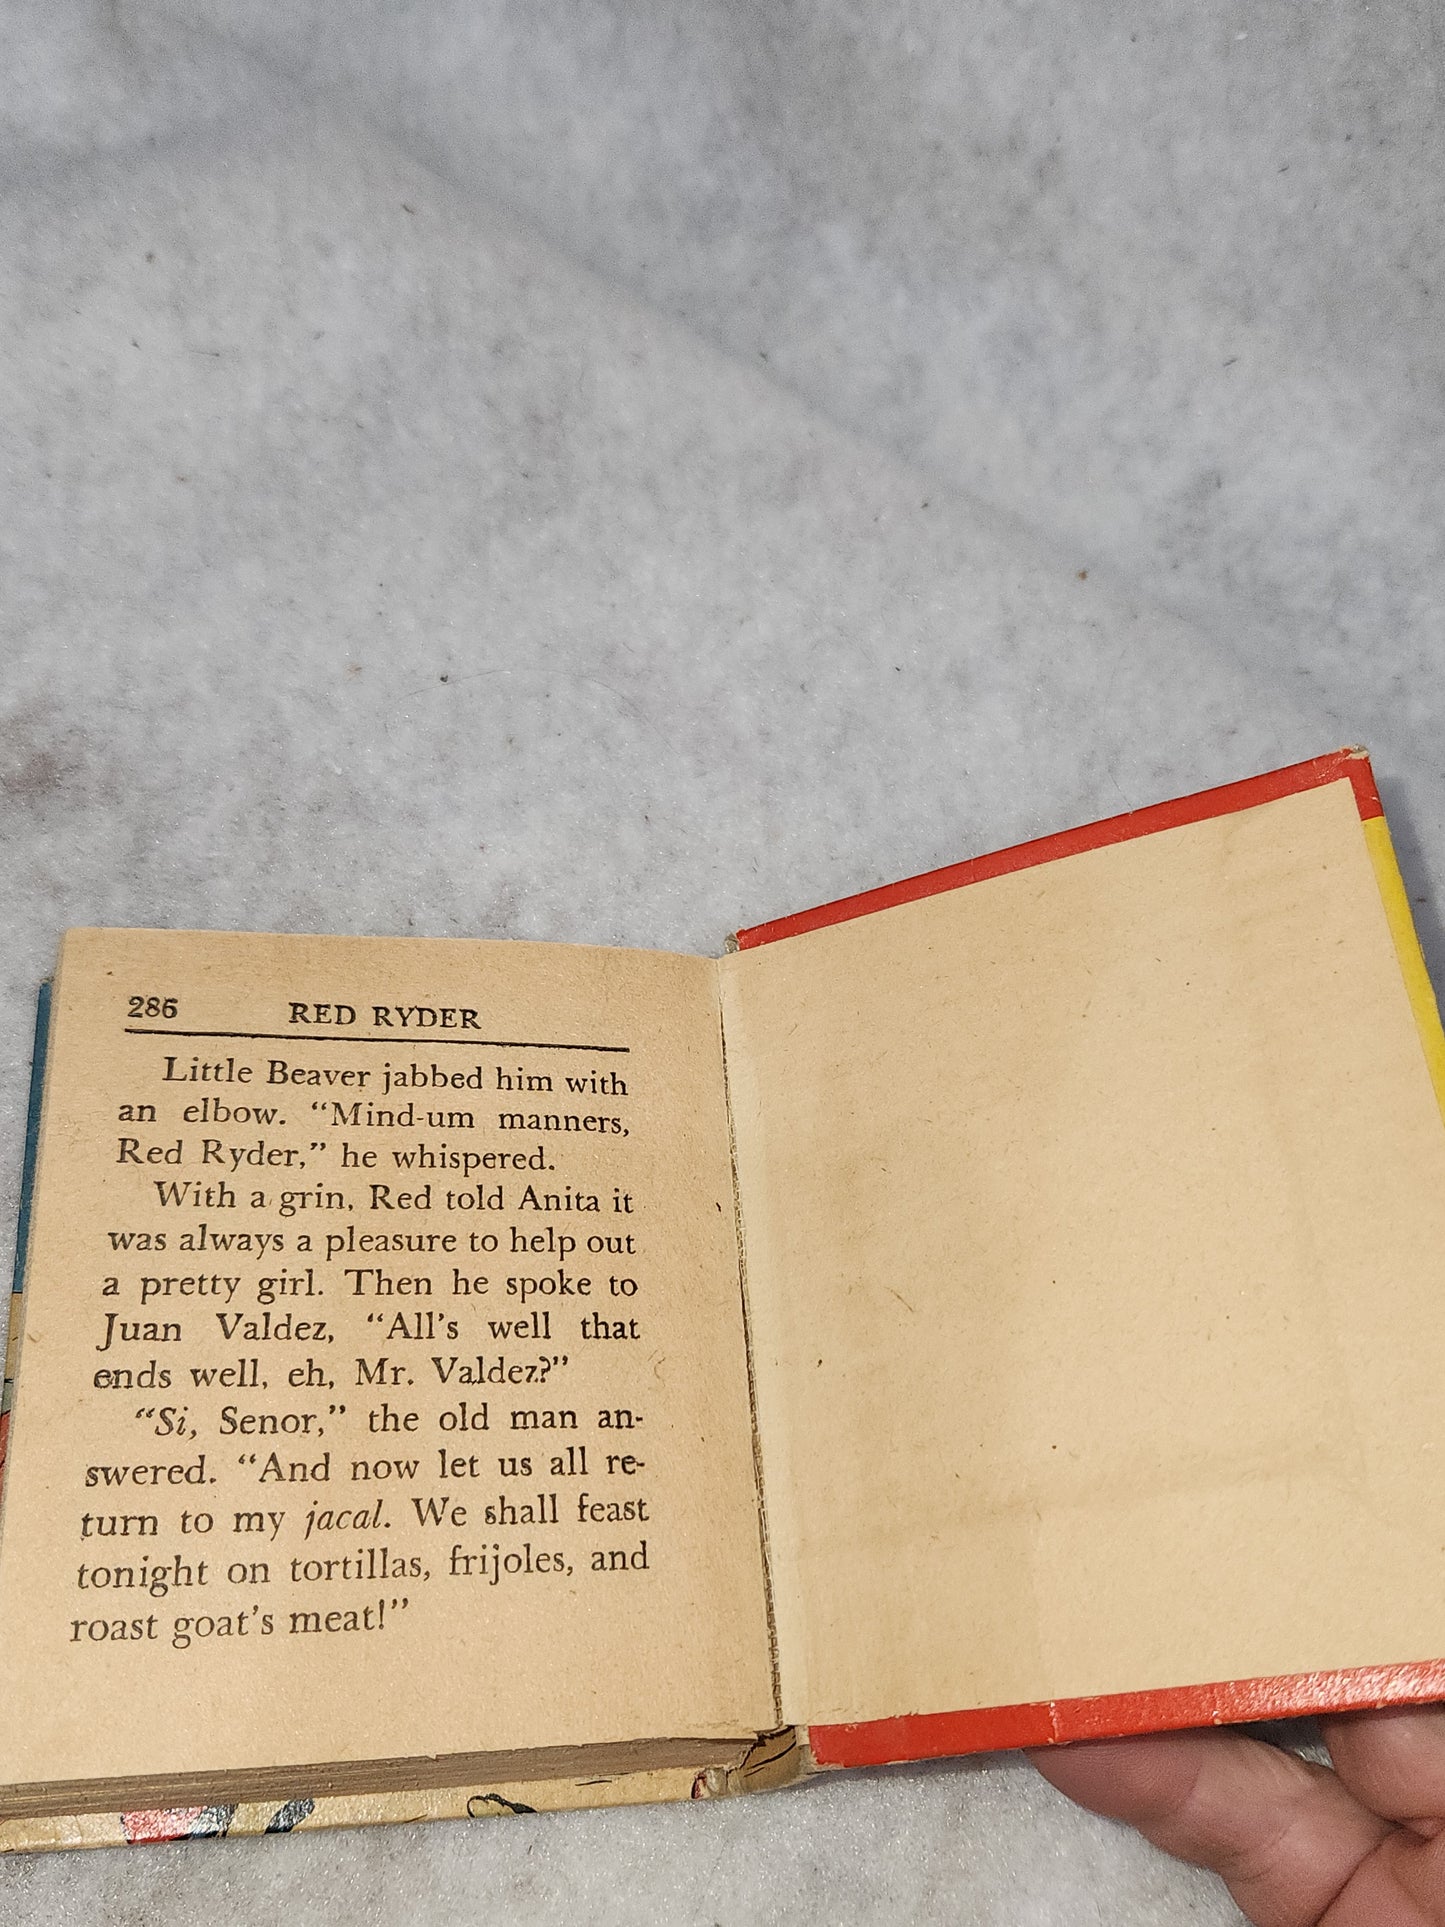 286 RED RYDER
Little Beaver jabbed him with
an elbow. “Mind-um manners,
Red Ryder,” he whispered.
With a grin, Red told Anita it
was always a pleasure to help out
a pretty girl. Then he spoke to
Juan Valdez, “All's well that
ends well, eh, Mr. Valdez?”
“Si, Senor,” the old man an-
swered. “And now let us all re-
turn to my jacal. We shall feast
tonight on tortillas, frijoles, and
roast goat's meat!”